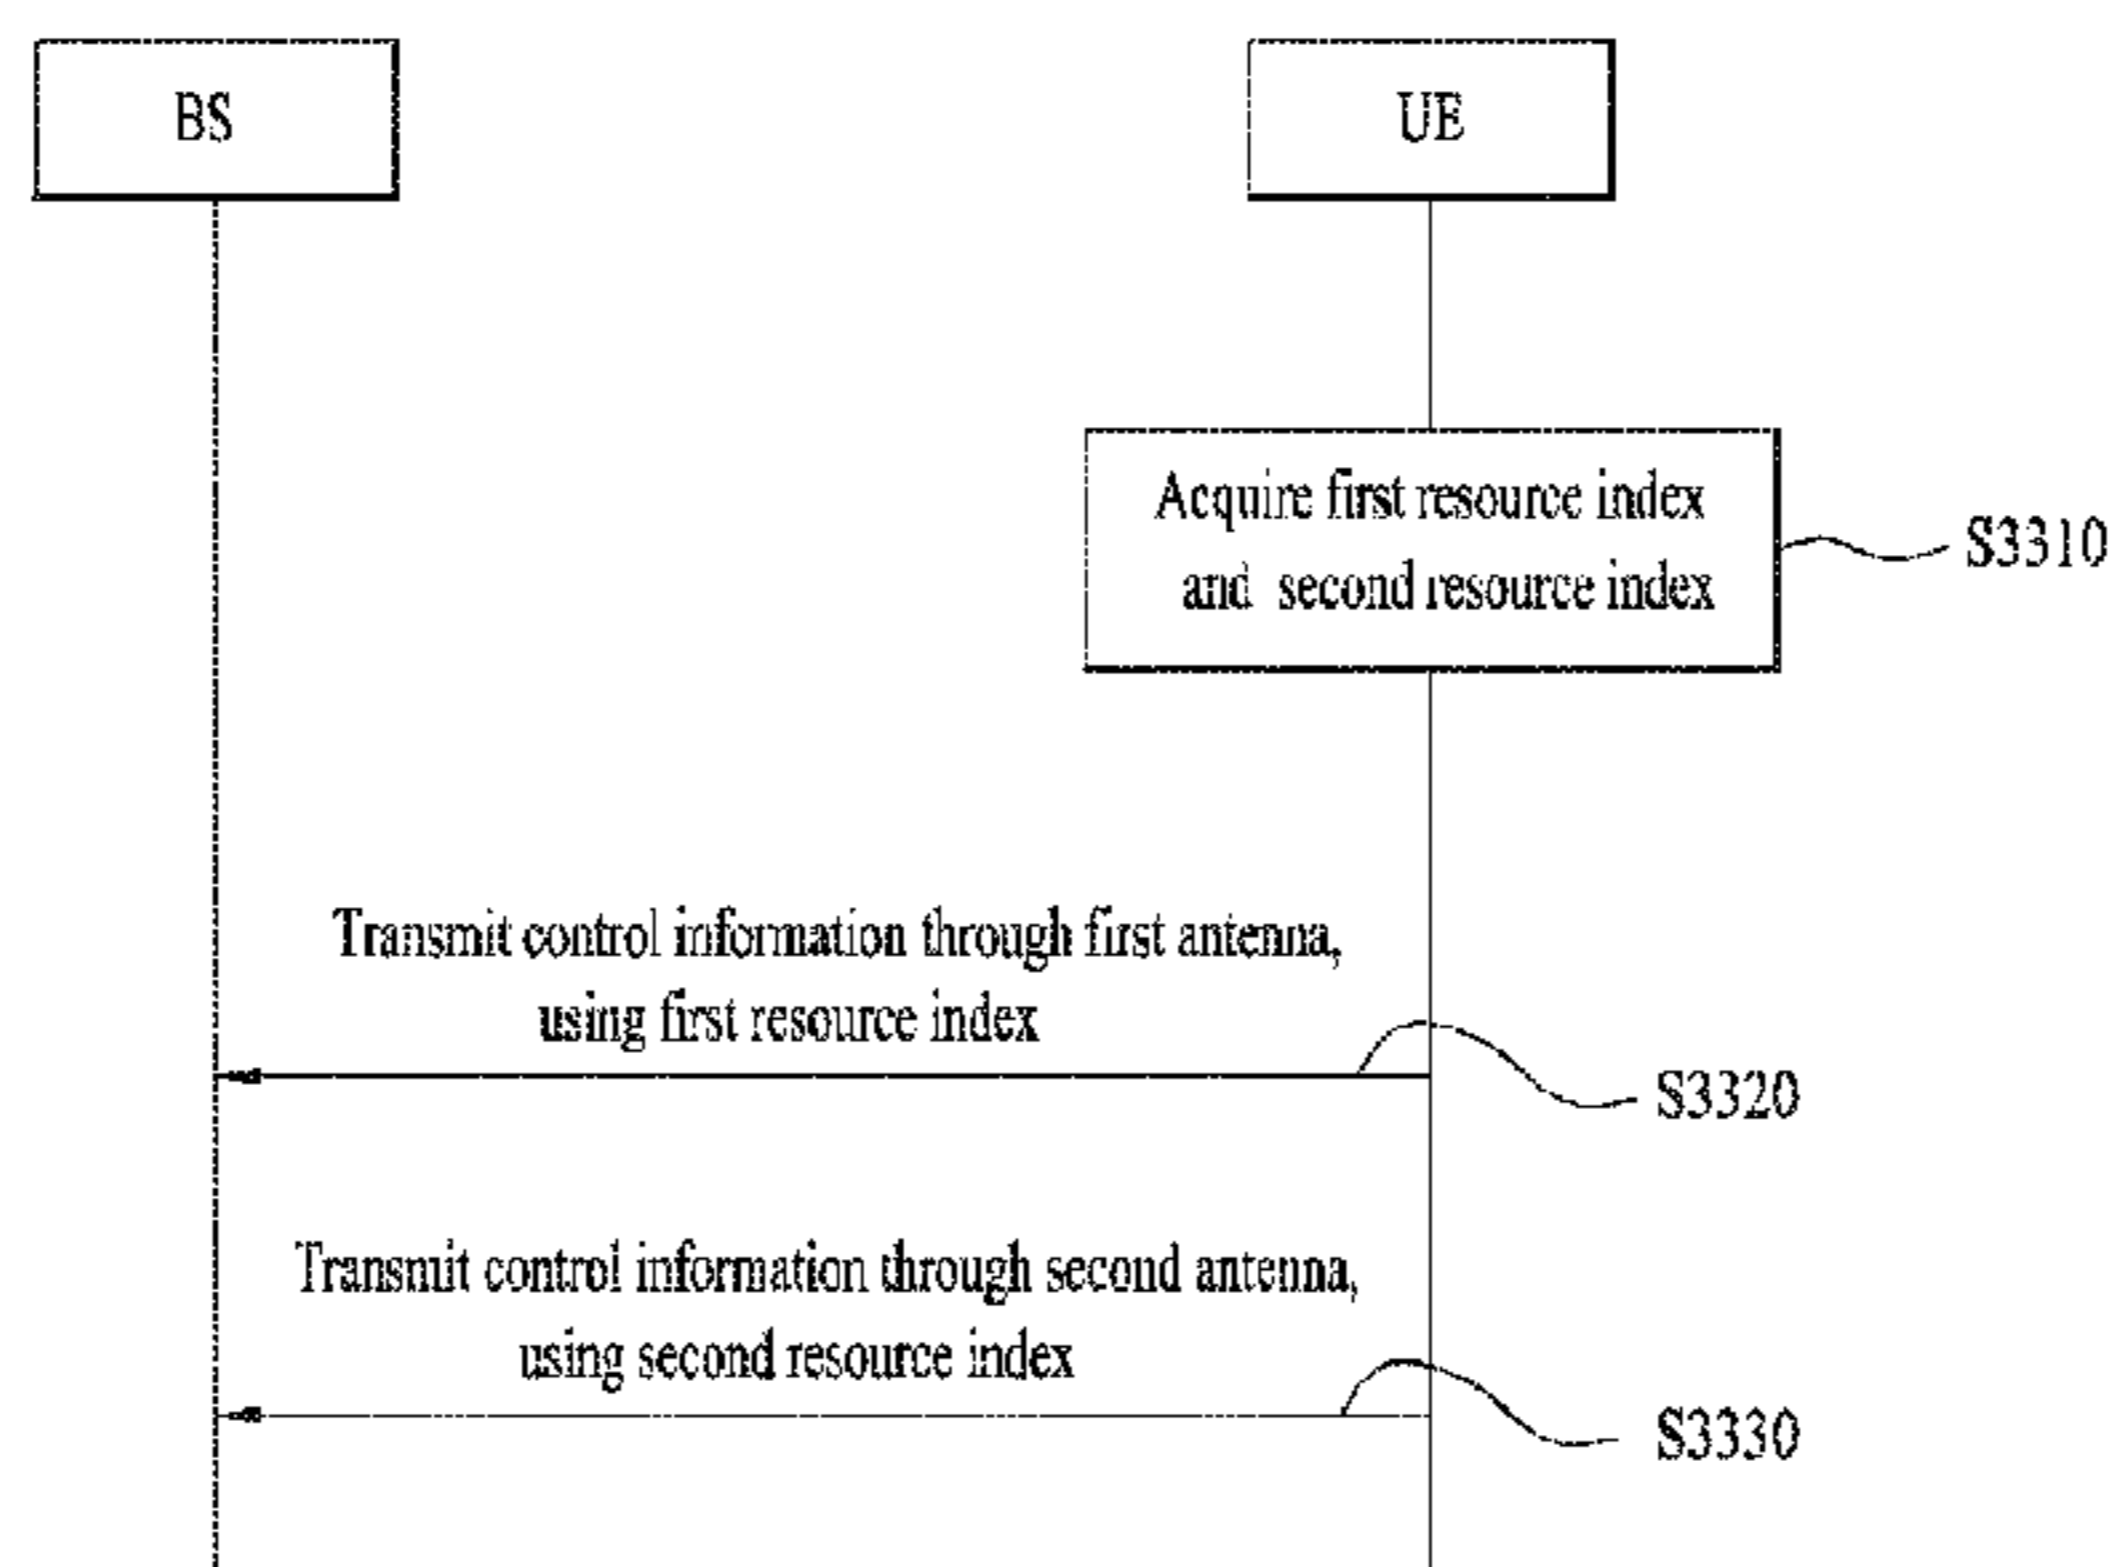 BS
UE
Acquire first resource index
and second resource index
S3310
Transmit control information through first antenna,
using first resource index
S3320
Transmit control information through second antenna,
using second resource index
S3330